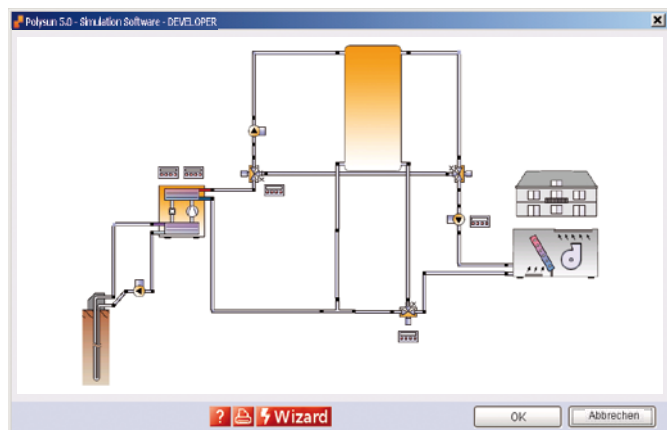 Polysun 5.0 - Simulation Software - DEVELOPER
? Wizard
OK
Abbrechen